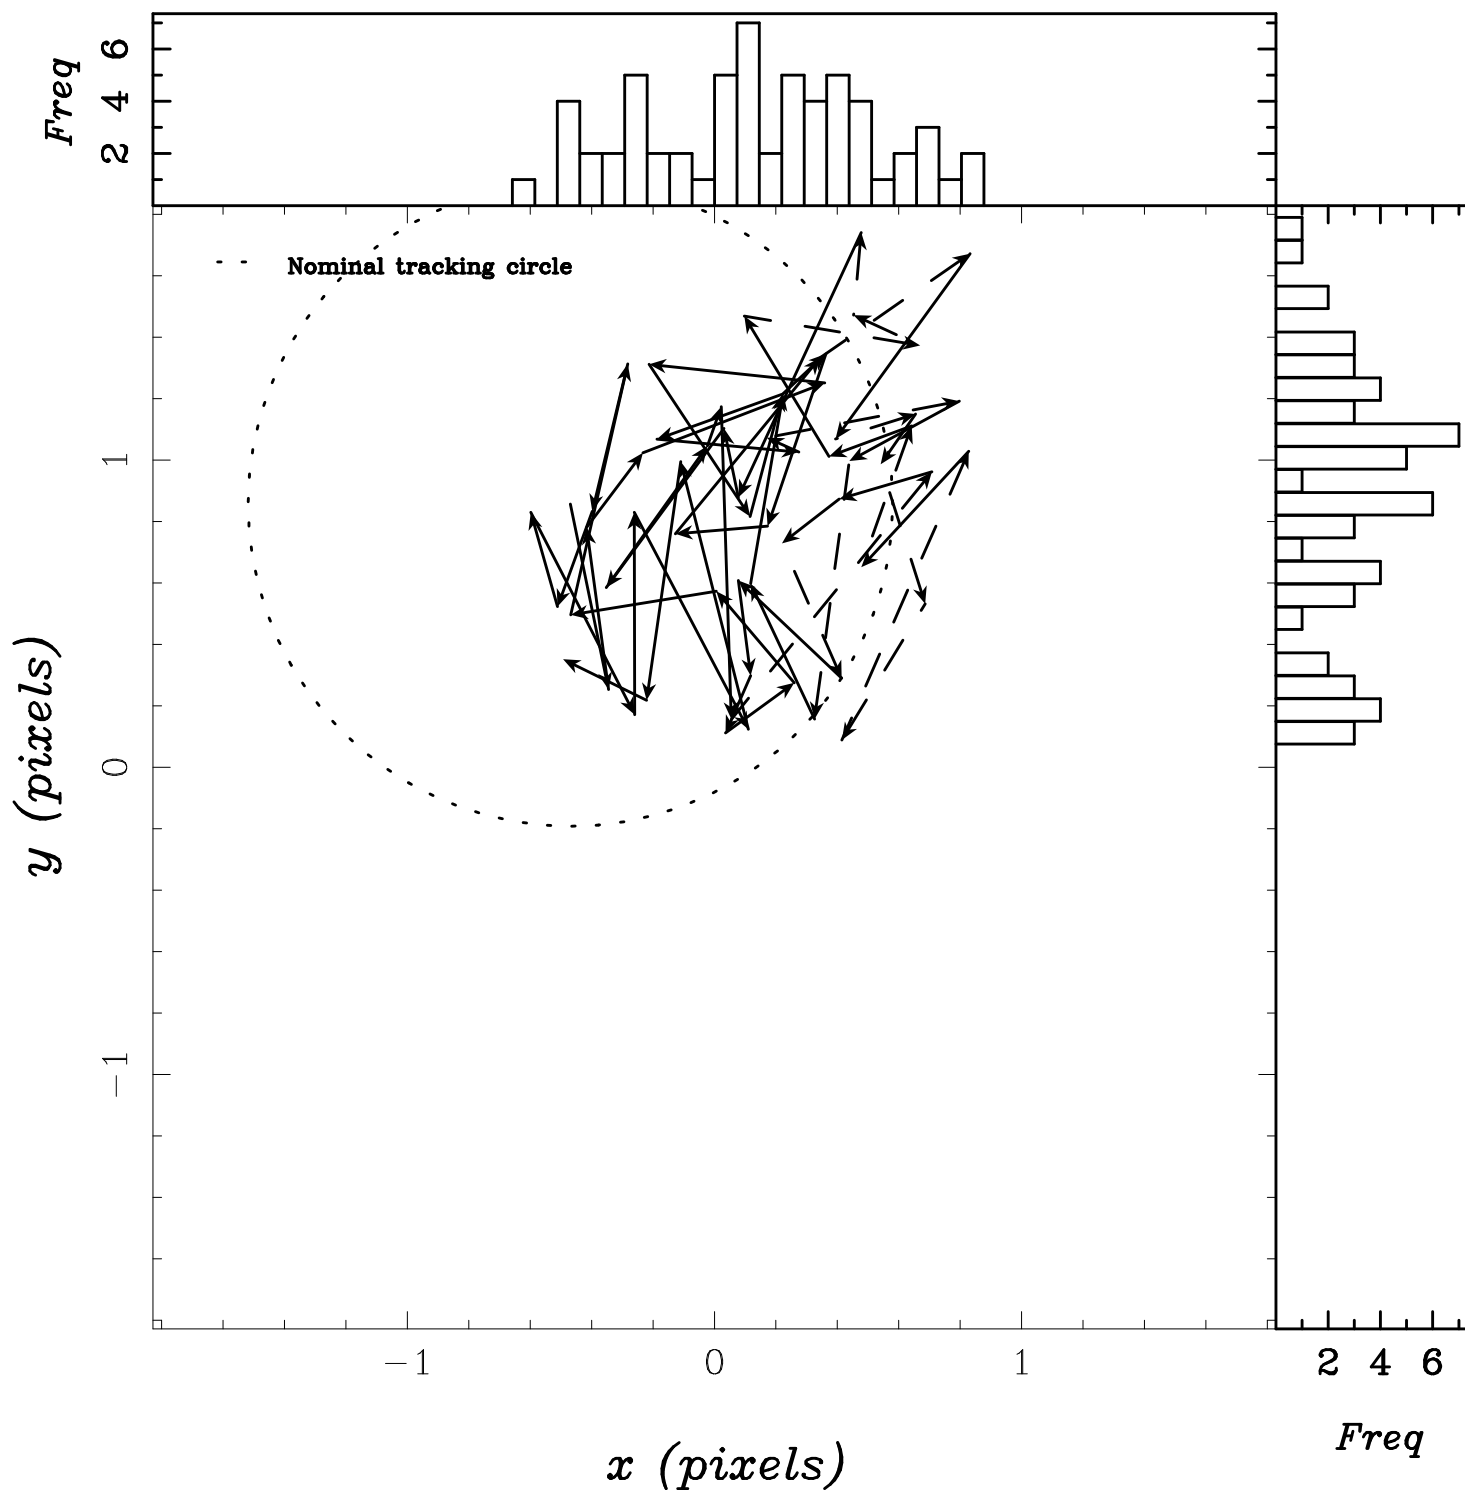 Freq
2 4 6
Nominal tracking circle
y (pixels)
1
0
−1
−1 0 1
x (pixels)
2 4 6
Freq